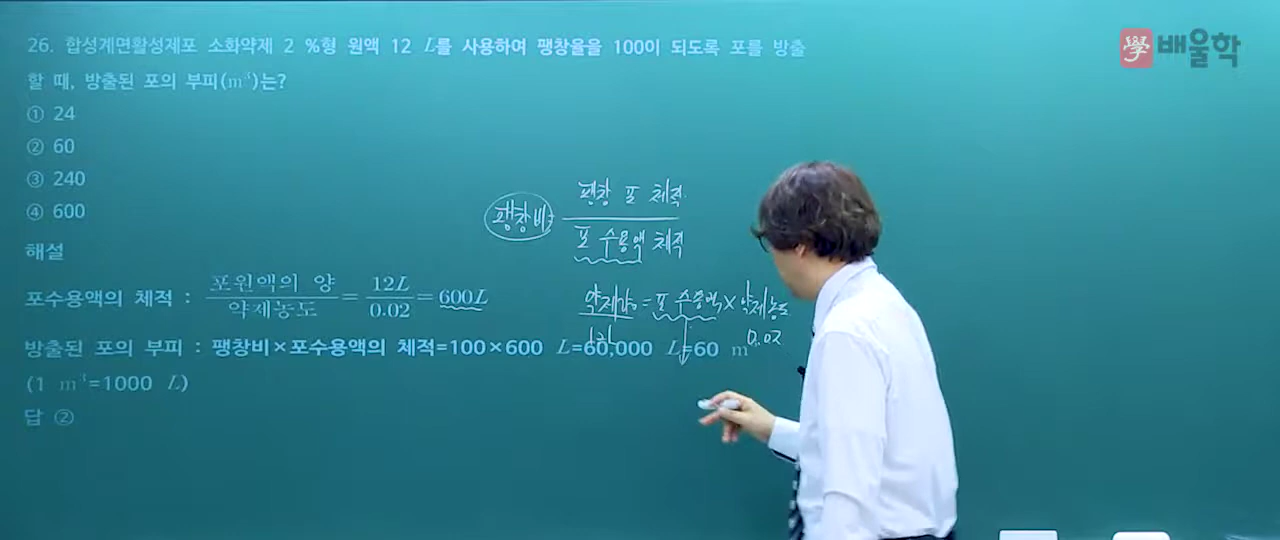 26. 합성계면활성제포 소화약제 2 %형 원액 12 L를 사용하여 팽창율을 100이 되도록 포를 방출
할 때, 방출된 포의 부피(m³)는?
① 24
② 60
③ 240
④ 600
해설
포수용액의 체적 : 포원액의 양 / 약제농도 = 12L / 0.02 = 600L
방출된 포의 부피 : 팽창비×포수용액의 체적=100×600 L=60,000 L=60 m
(1 m³=1000 L)
답 ②
팽창비= 팽창 포 체적 / 포 수용액 체적
약제량=포 수용액×약제농도
12L 0.02
學 배울학